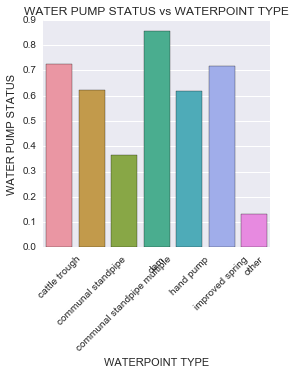 WATER PUMP STATUS vs WATERPOINT TYPE
0.9
0.8
0.7
0.6
0.5
0.4
0.3
0.2
0.1
0.0
WATER PUMP STATUS
cattle trough
communal standpipe
communal standpipe multiple
dam
hand pump
improved spring
other
WATERPOINT TYPE